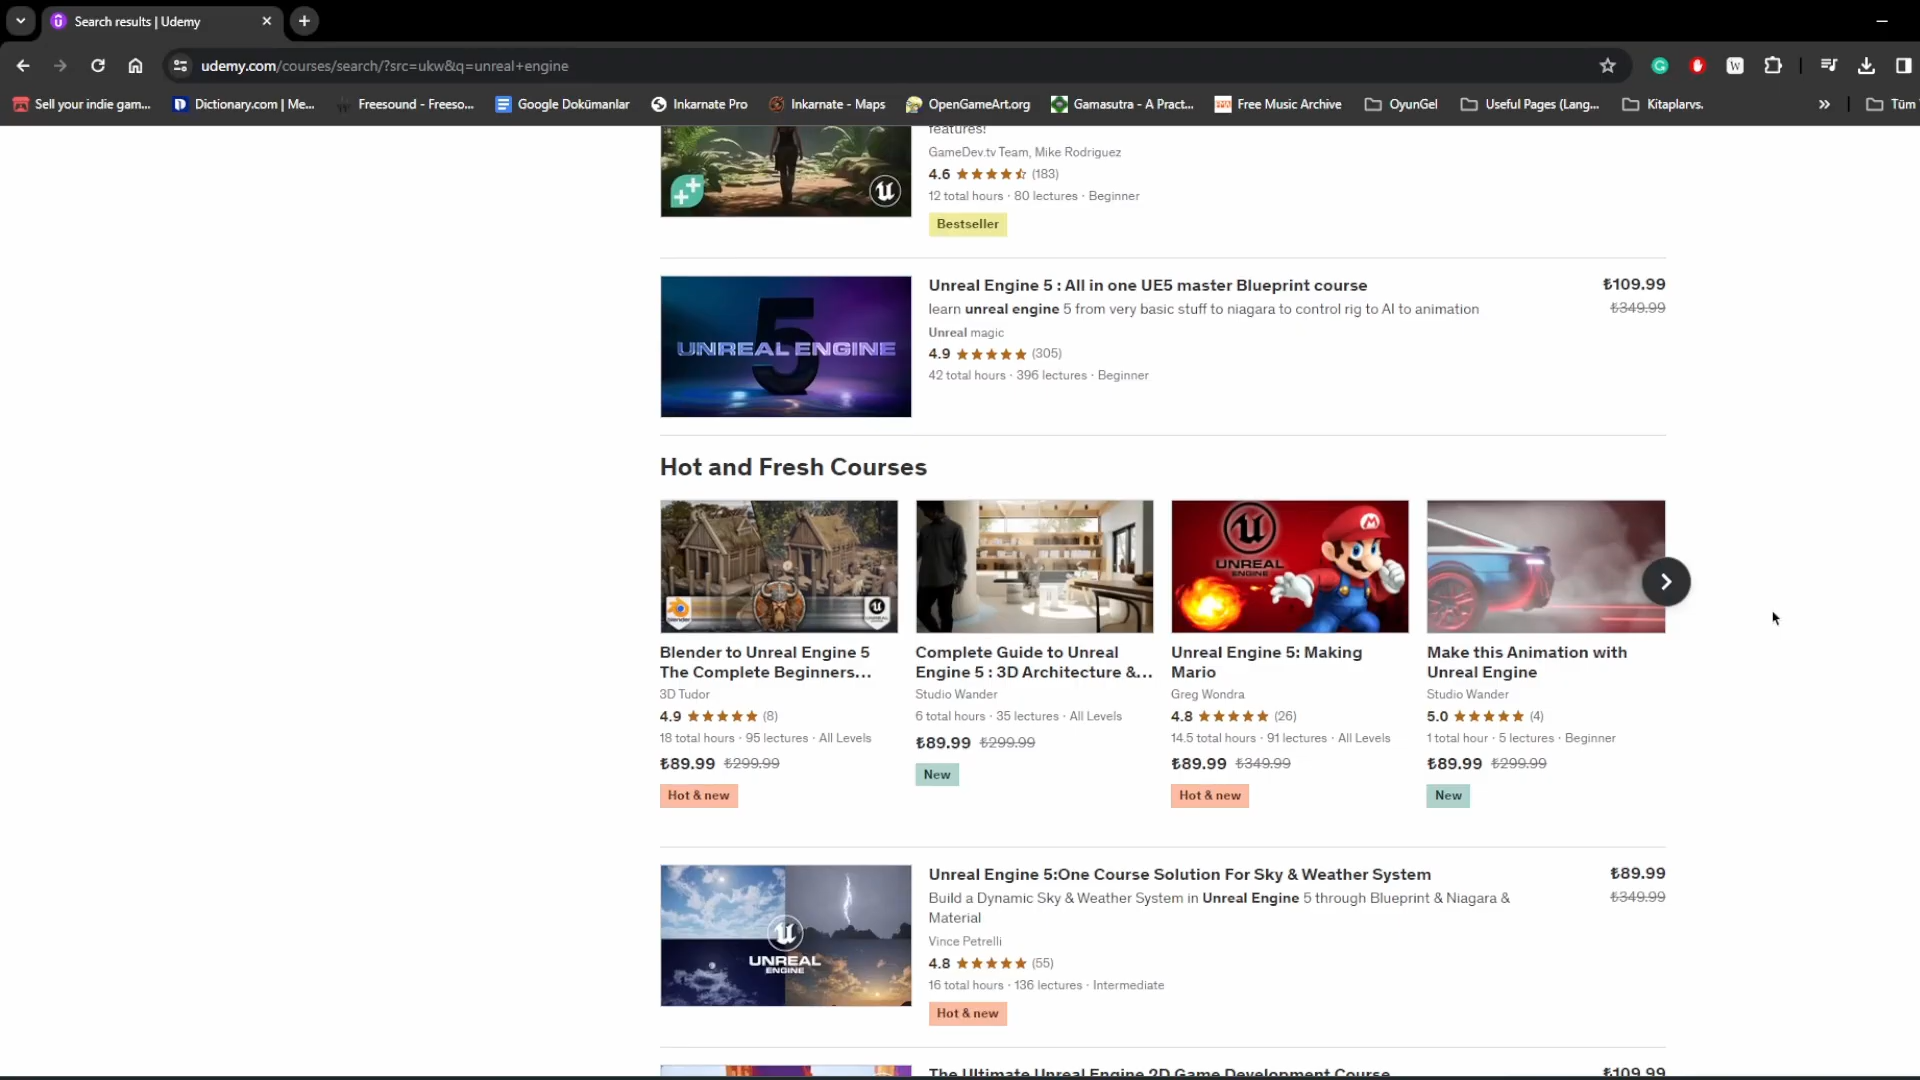 Search results | Udemy
udemy.com/courses/search/?src=ukw&q=unreal+engine
Sell your indie gam...
Dictionary.com | Me...
Freesound - Freeso...
Google Dokümanlar
Inkarnate Pro
Inkarnate - Maps
OpenGameArt.org
Gamasutra - A Pract...
Free Music Archive
OyunGel
Useful Pages (Lang...
Kitaplarvs.
»
Tüm
features!
GameDev.tv Team, Mike Rodriguez
4.6 (183)
12 total hours · 80 lectures · Beginner
Bestseller
5
UNREAL ENGINE
Unreal Engine 5 : All in one UE5 master Blueprint course
₺109.99
learn unreal engine 5 from very basic stuff to niagara to control rig to AI to animation
₺349.99
Unreal magic
4.9 (305)
42 total hours · 396 lectures · Beginner
Hot and Fresh Courses
blender
UNREAL
ENGINE
Blender to Unreal Engine 5
The Complete Beginners...
3D Tudor
4.9 (8)
18 total hours · 95 lectures · All Levels
₺89.99 ₺299.99
Hot & new
Complete Guide to Unreal
Engine 5 : 3D Architecture &...
Studio Wander
6 total hours · 35 lectures · All Levels
₺89.99 ₺299.99
New
Unreal Engine 5: Making
Mario
Greg Wondra
4.8 (26)
14.5 total hours · 91 lectures · All Levels
₺89.99 ₺349.99
Hot & new
Make this Animation with
Unreal Engine
Studio Wander
5.0 (4)
1 total hour · 5 lectures · Beginner
₺89.99 ₺299.99
New
UNREAL
ENGINE
Unreal Engine 5:One Course Solution For Sky & Weather System
₺89.99
Build a Dynamic Sky & Weather System in Unreal Engine 5 through Blueprint & Niagara &
Material
₺349.99
Vince Petrelli
4.8 (55)
16 total hours · 136 lectures · Intermediate
Hot & new
The Ultimate Unreal Engine 2D Game Development Course
₺109.99